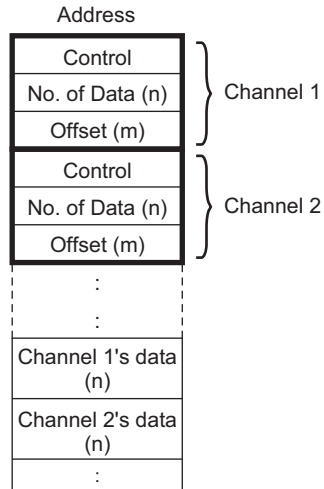 Address
Control
No. of Data (n)
Offset (m)
Channel 1
Control
No. of Data (n)
Offset (m)
Channel 2
:
:
Channel 1's data
(n)
Channel 2's data
(n)
: